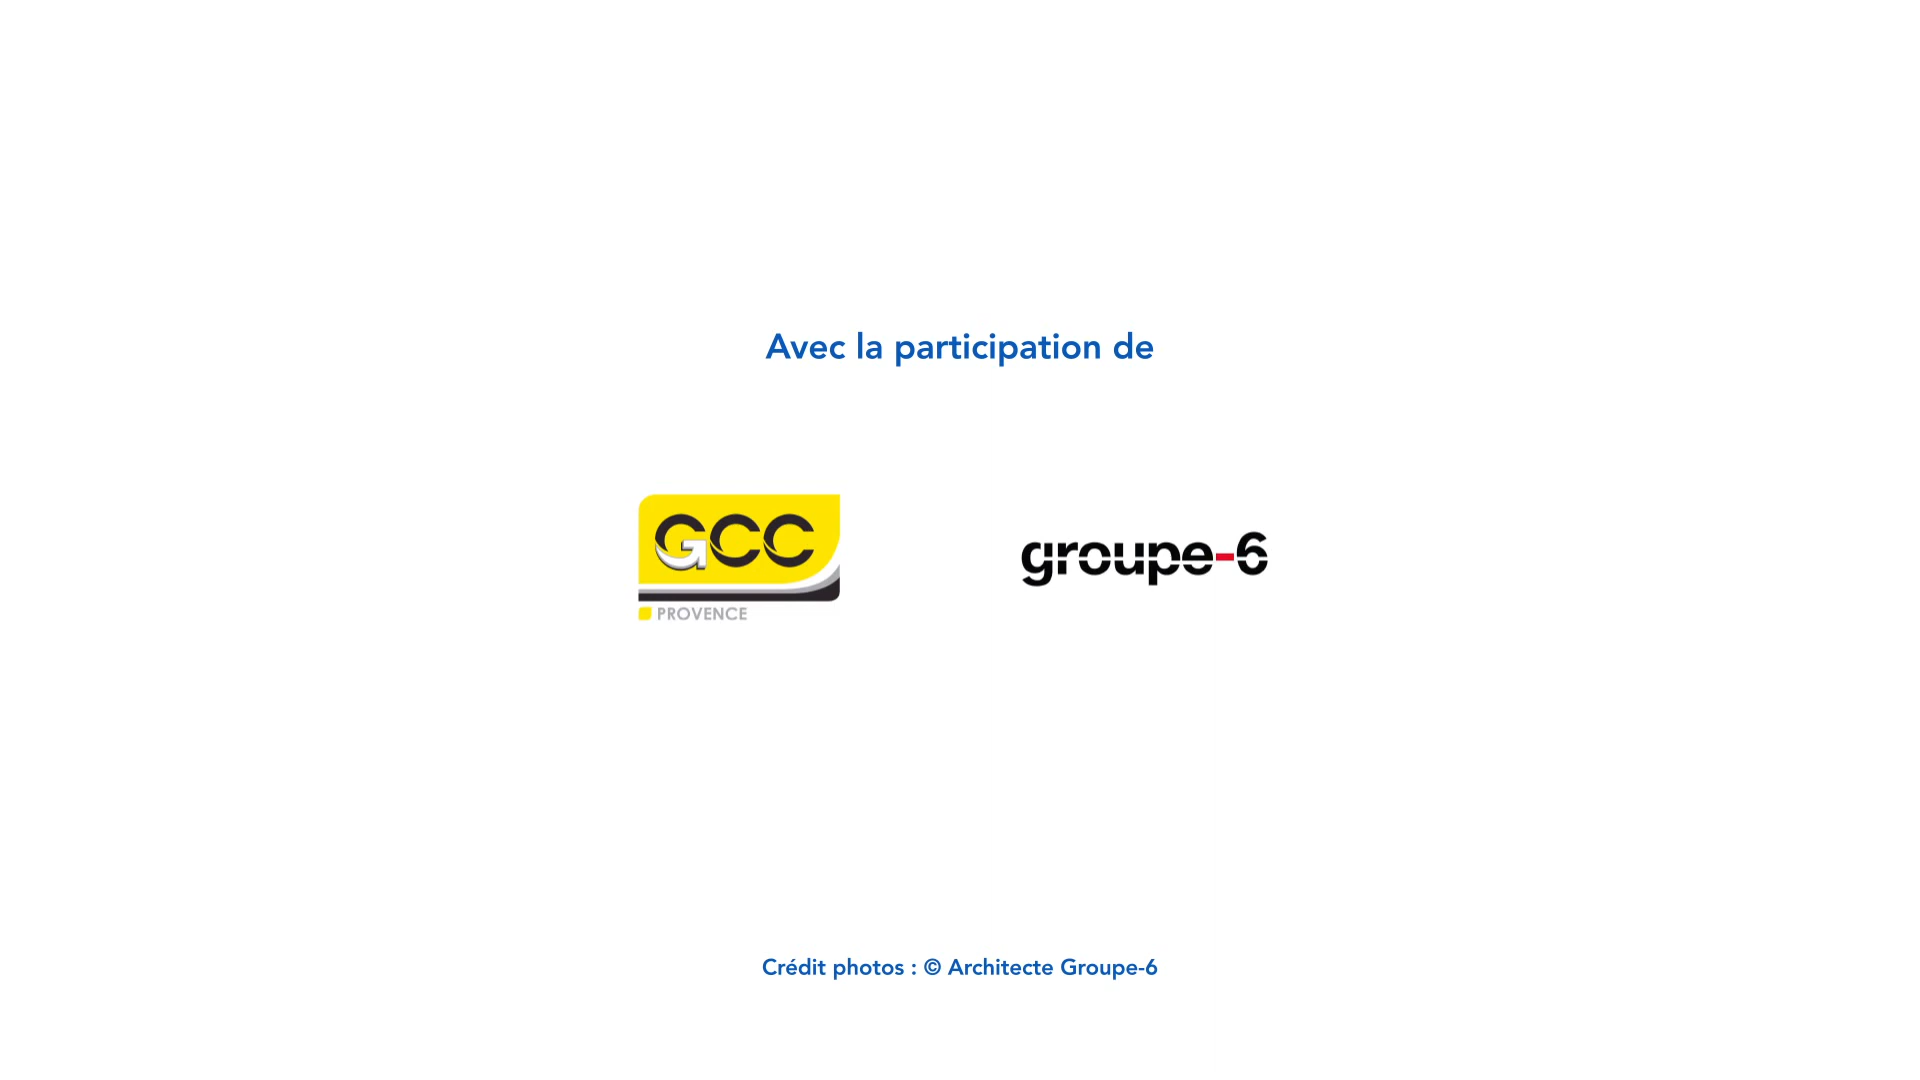 Avec la participation de
GCC
PROVENCE
groupe-6
Crédit photos : © Architecte Groupe-6